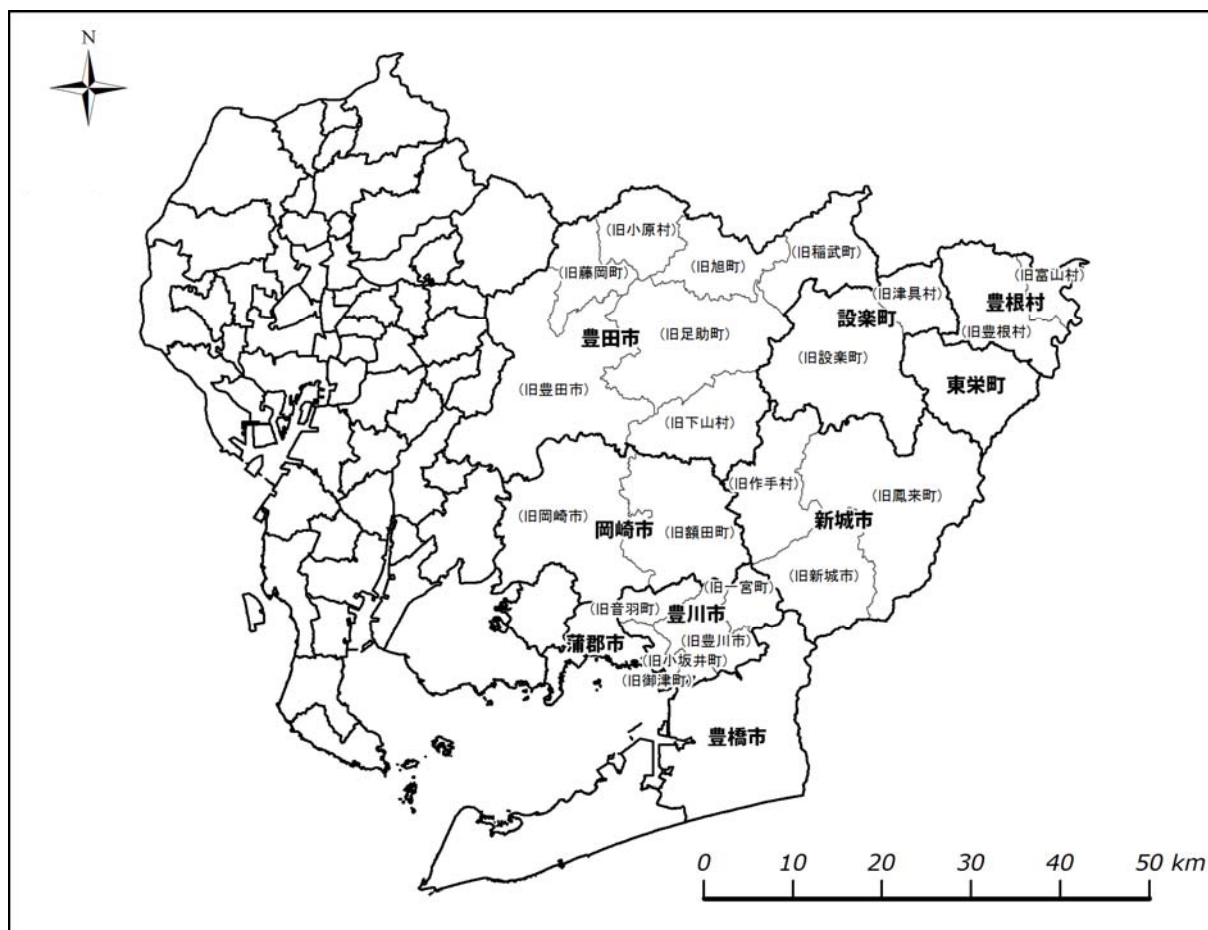 N
(旧小原村)
(旧稲武町)
(旧旭町)
(旧藤岡町)
(旧富山村)
(旧津具村)
豊根村
設楽町
(旧豊根村)
豊田市
(旧足助町)
(旧設楽町)
東栄町
(旧豊田市)
(旧下山村)
(旧作手村)
(旧鳳来町)
(旧岡崎市)
岡崎市
(旧額田町)
新城市
(旧新城市)
(旧一宮町)
(旧音羽町)
豊川市
蒲郡市
(旧豊川市)
(旧小坂井町)
(旧御津町)
豊橋市
0 10 20 30 40 50 km